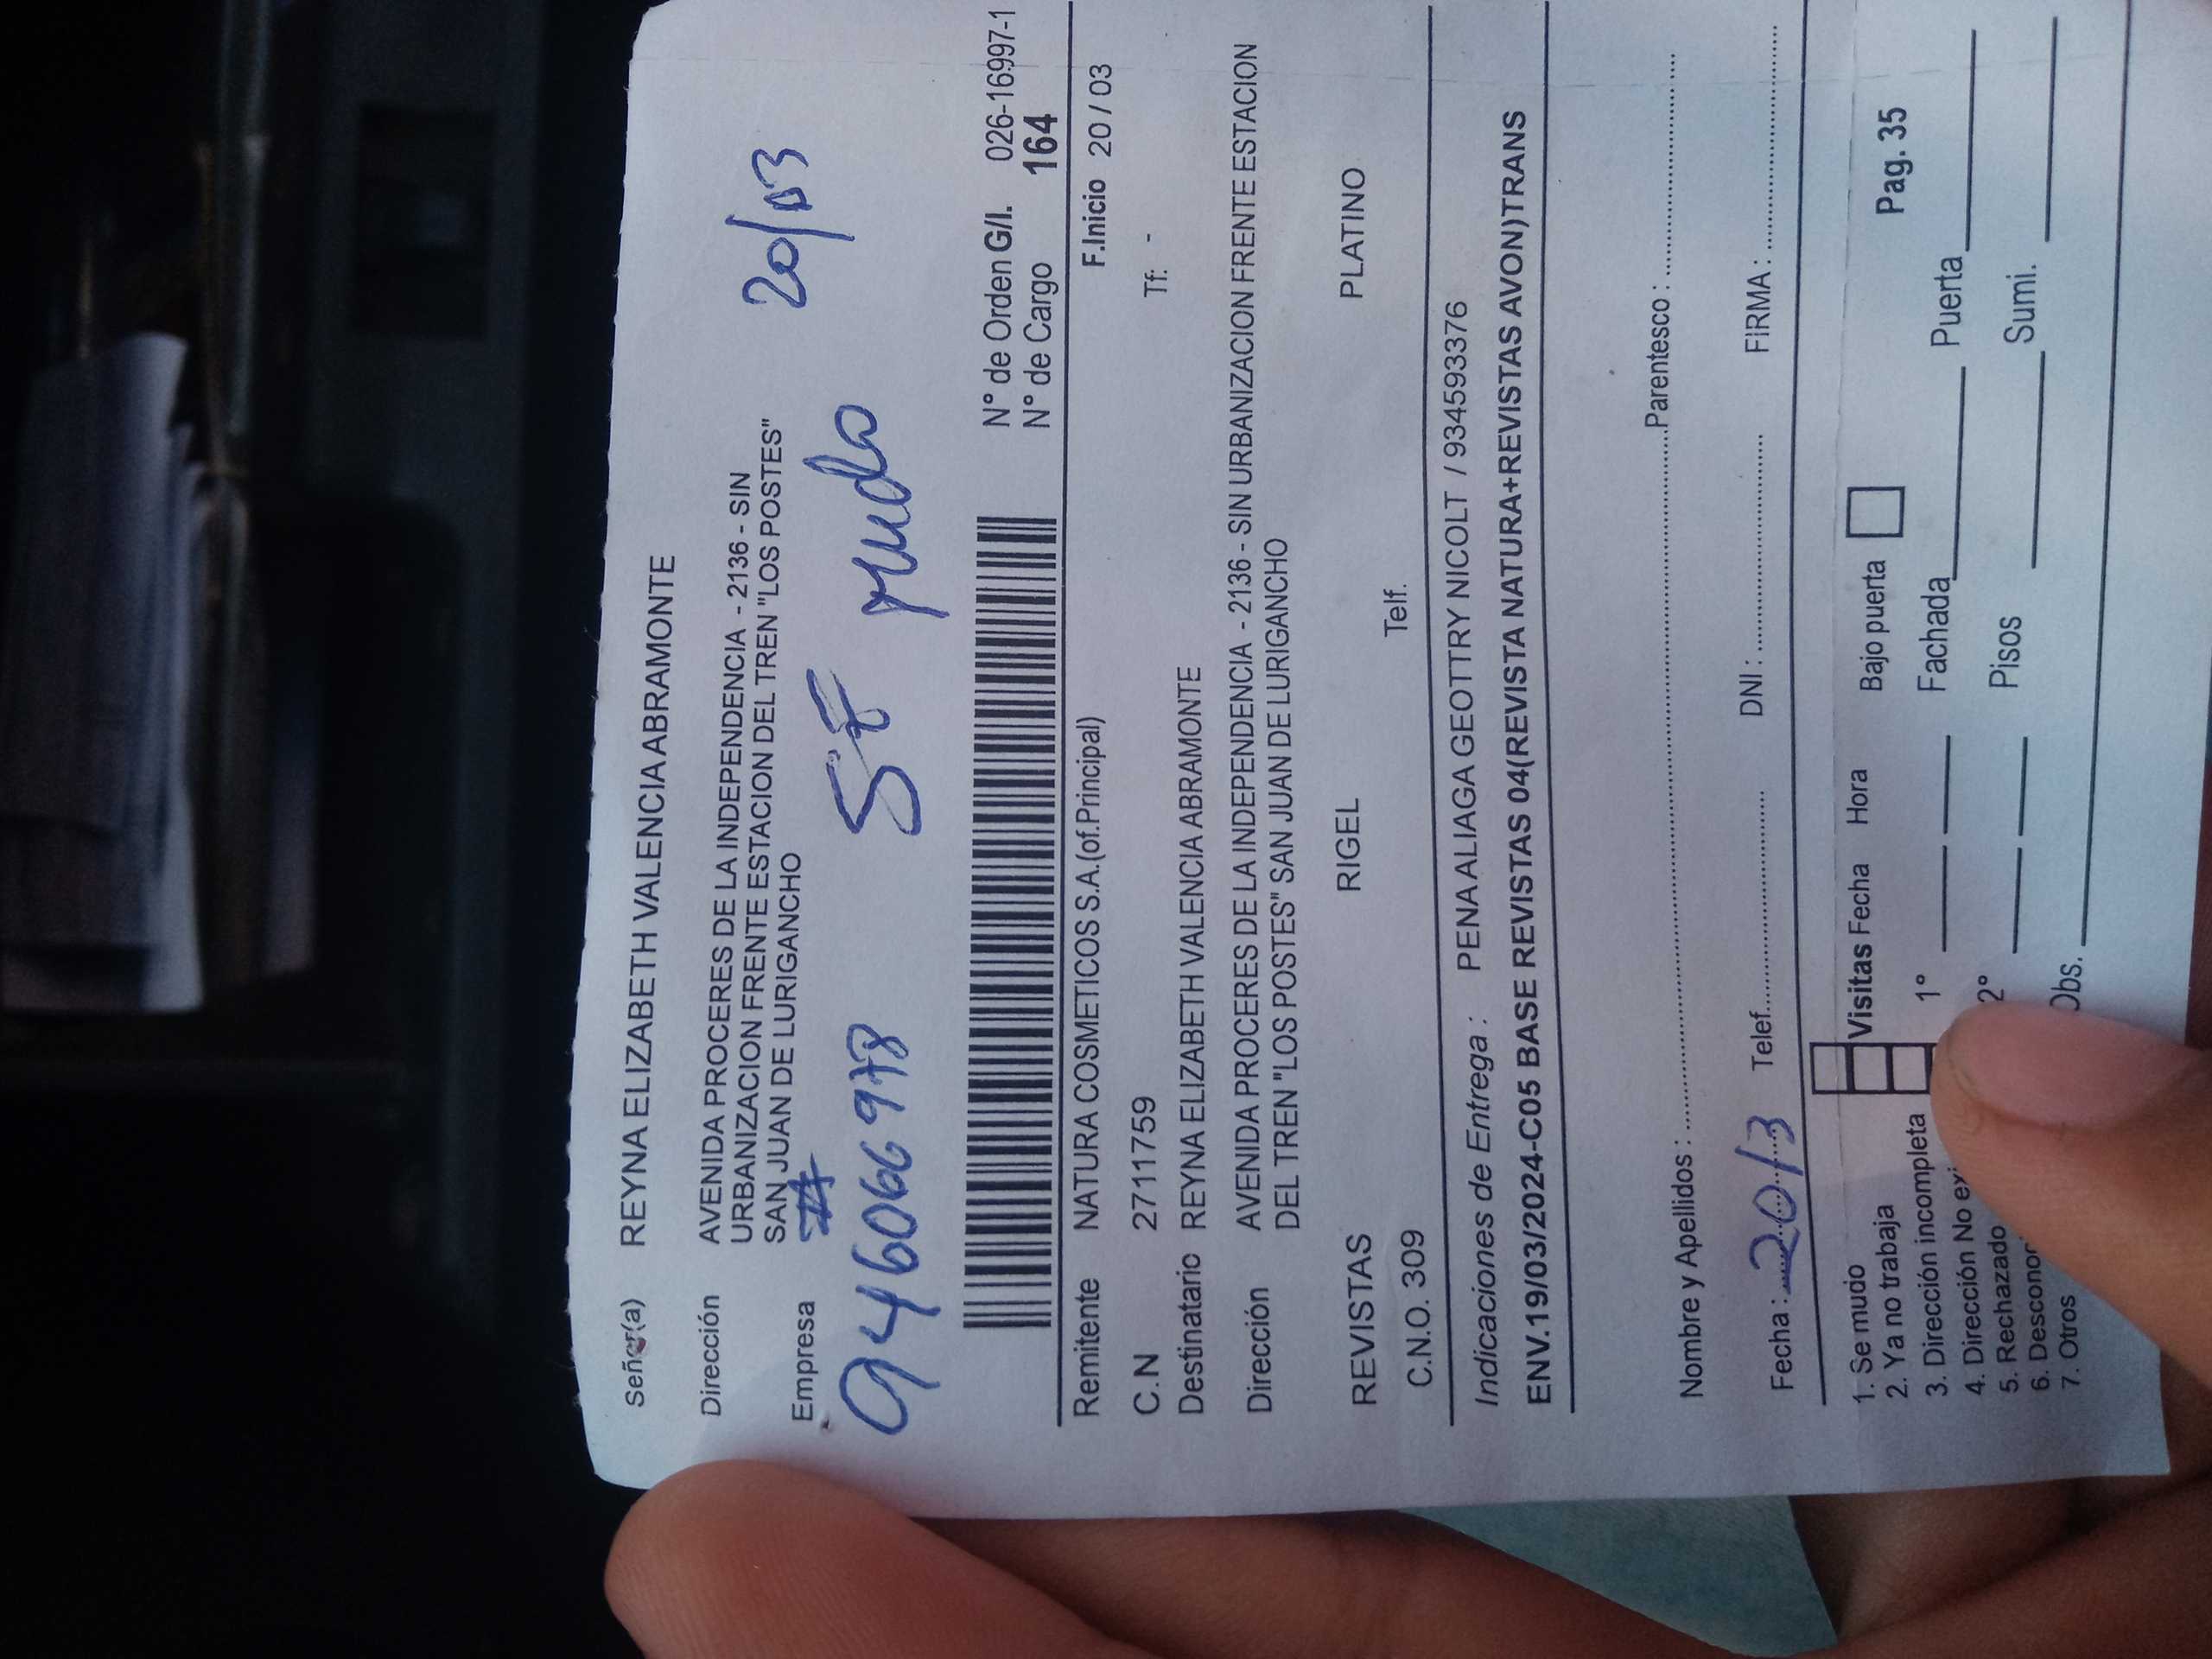 Señor(a) REYNA ELIZABETH VALENCIA ABRAMONTE
Dirección AVENIDA PROCERES DE LA INDEPENDENCIA - 2136 - SIN
URBANIZACION FRENTE ESTACION DEL TREN "LOS POSTES"
SAN JUAN DE LURIGANCHO
Empresa
20/03
946066978 SE mudo
N° de Orden G/I. 026-16997-1
N° de Cargo 164
Remitente NATURA COSMETICOS S.A.(of.Principal) F.Inicio 20 / 03
C.N 27111759 Tf: -
Destinatario REYNA ELIZABETH VALENCIA ABRAMONTE
Dirección AVENIDA PROCERES DE LA INDEPENDENCIA - 2136 - SIN URBANIZACION FRENTE ESTACION
DEL TREN "LOS POSTES" SAN JUAN DE LURIGANCHO
REVISTAS RIGEL PLATINO
C.N.O. 309 Telf.
Indicaciones de Entrega : PENA ALIAGA GEOTTRY NICOLT / 934593376
ENV.19/03/2024-C05 BASE REVISTAS 04(REVISTA NATURA+REVISTAS AVON)TRANS
Nombre y Apellidos : Parentesco :
Fecha : 20/3 Telef. DNI : FIRMA :
1. Se mudo Visitas Fecha Hora Bajo puerta Pag. 35
2. Ya no trabaja
3. Dirección incompleta 1° Fachada Puerta
4. Dirección No
5. Rechazado 2° Pisos Sumi.
6.
7. Otros Obs.